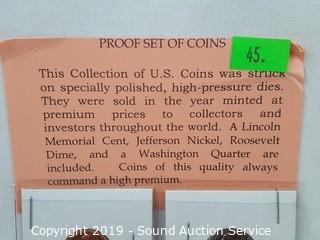 PROOF SET OF COINS
45.
This Collection of U.S. Coins was struck
on specially polished, high-pressure dies.
They were sold in the year minted at
premium prices to collectors and
investors throughout the world. A Lincoln
Memorial Cent, Jefferson Nickel, Roosevelt
Dime, and a Washington Quarter are
included. Coins of this quality always
command a high premium.
Copyright 2019 - Sound Auction Service